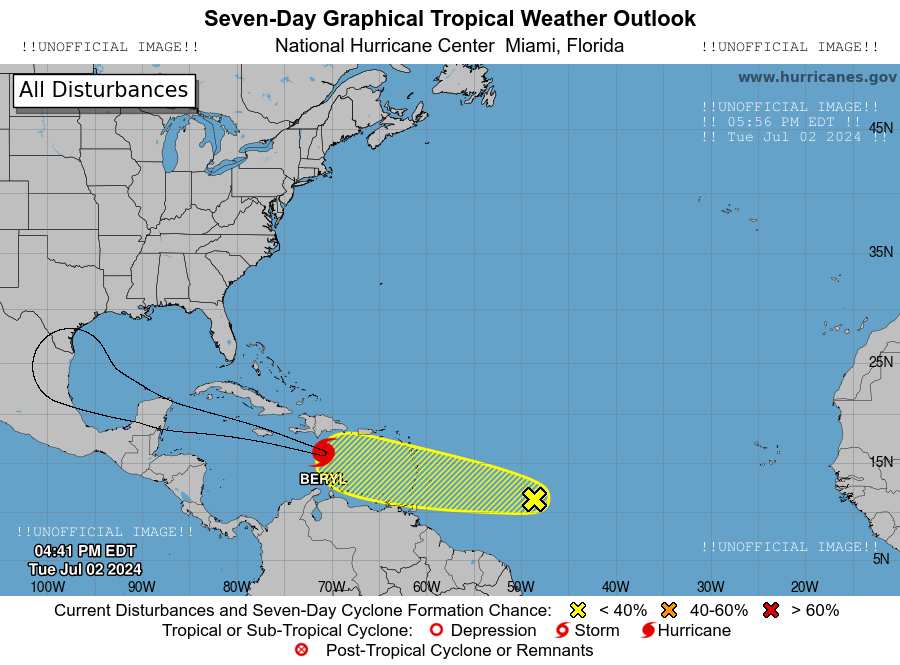 Seven-Day Graphical Tropical Weather Outlook
!!UNOFFICIAL IMAGE!!
National Hurricane Center  Miami, Florida
!!UNOFFICIAL IMAGE!!
All Disturbances
www.hurricanes.gov
!!UNOFFICIAL IMAGE!!
!! 05:56 PM EDT !!
!! Tue Jul 02 2024 !!
45N
35N
25N
15N
BERYL
!!UNOFFICIAL IMAGE!!
!!UNOFFICIAL IMAGE!!
04:41 PM EDT
Tue Jul 02 2024
5N
100W 90W 80W 70W 60W 50W 40W 30W 20W
Current Disturbances and Seven-Day Cyclone Formation Chance: < 40% 40-60% > 60%
Tropical or Sub-Tropical Cyclone: Depression Storm Hurricane
Post-Tropical Cyclone or Remnants